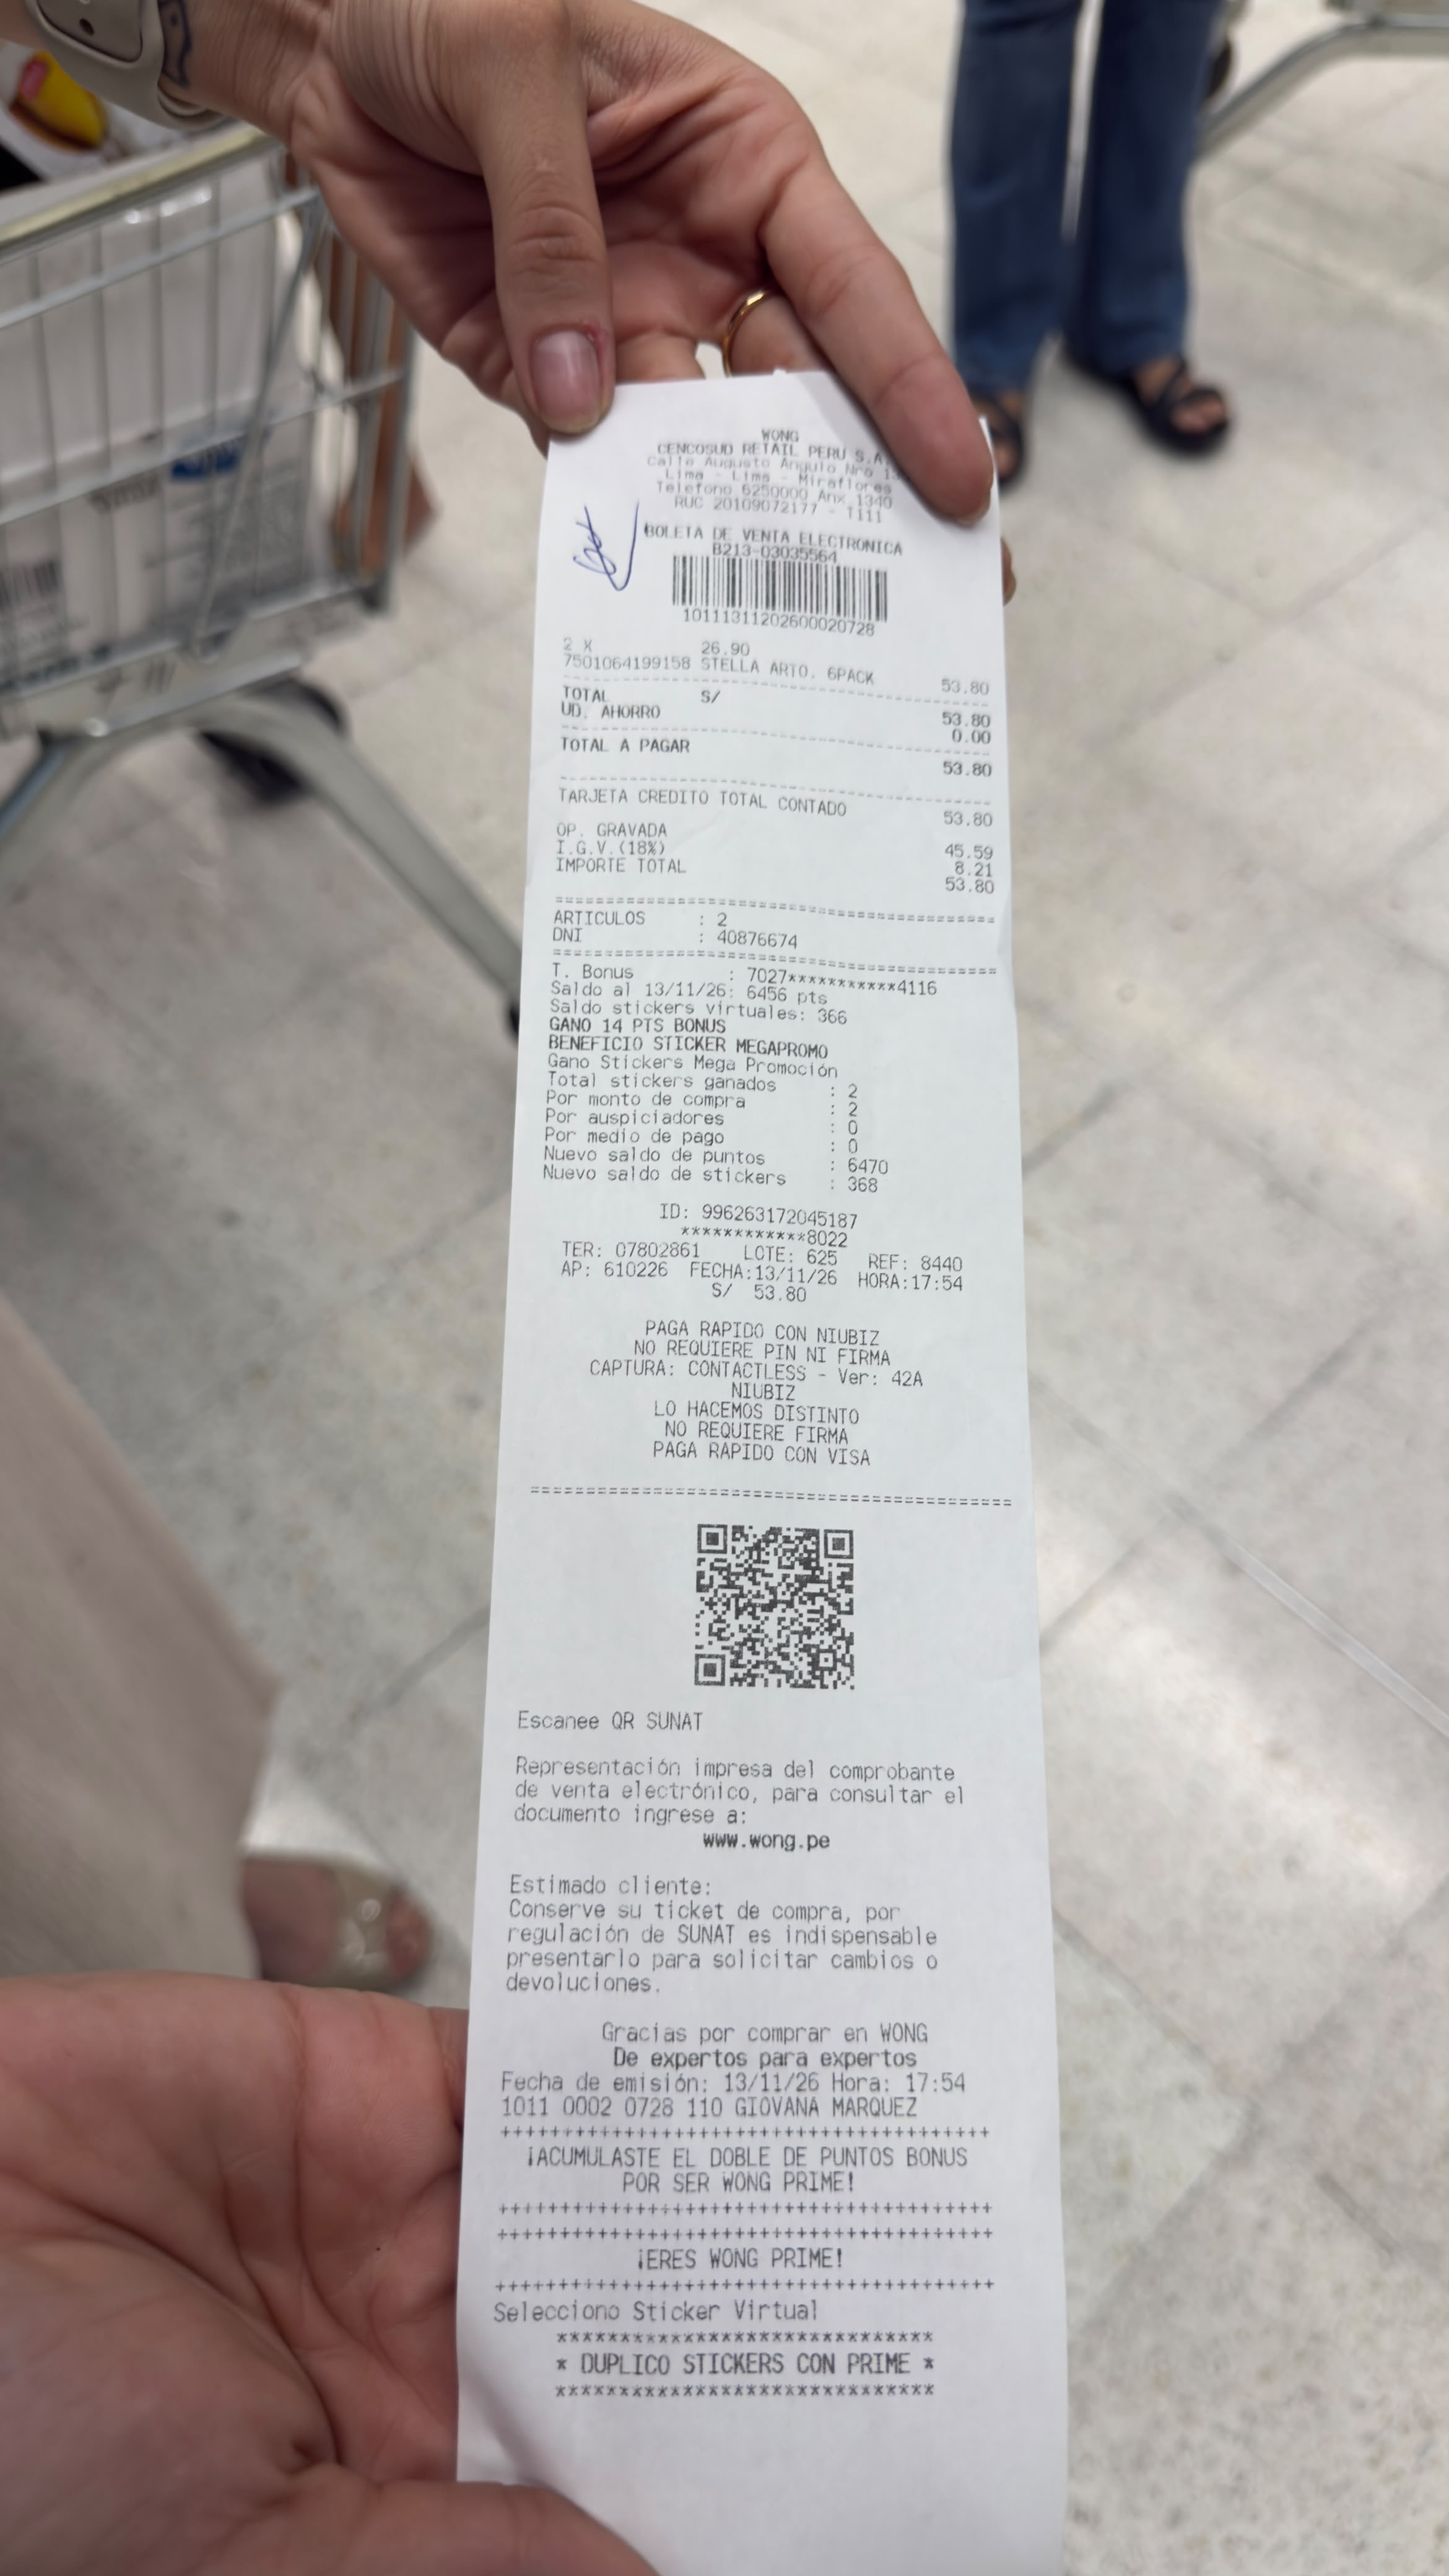 WONG
CENCOSUD RETAIL PERU S.A
Calle Augusto Angulo Nro
Lima - Lima - Miraflores
Telefono 6250000 Anx 1340
RUC 20109072177 - T111
BOLETA DE VENTA ELECTRONICA
B213-03035564
10111311202600020728
2 X 26.90
7501064199158 STELLA ARTO. 6PACK 53.80
TOTAL S/ 53.80
UD. AHORRO 0.00
TOTAL A PAGAR 53.80
TARJETA CREDITO TOTAL CONTADO 53.80
OP. GRAVADA 45.59
I.G.V.(18%) 8.21
IMPORTE TOTAL 53.80
========================================
ARTICULOS : 2
DNI : 40876674
========================================
T. Bonus : 7027***********4116
Saldo al 13/11/26: 6456 pts
Saldo stickers virtuales: 366
GANO 14 PTS BONUS
BENEFICIO STICKER MEGAPROMO
Gano Stickers Mega Promoción
Total stickers ganados : 2
Por monto de compra : 2
Por auspiciadores : 0
Por medio de pago : 0
Nuevo saldo de puntos : 6470
Nuevo saldo de stickers : 368
ID: 996263172045187
************8022
TER: 07802861 LOTE: 625 REF: 8440
AP: 610226 FECHA:13/11/26 HORA:17:54
S/ 53.80
PAGA RAPIDO CON NIUBIZ
NO REQUIERE PIN NI FIRMA
CAPTURA: CONTACTLESS - Ver: 42A
NIUBIZ
LO HACEMOS DISTINTO
NO REQUIERE FIRMA
PAGA RAPIDO CON VISA
========================================
Escanee QR SUNAT
Representación impresa del comprobante
de venta electrónico, para consultar el
documento ingrese a:
www.wong.pe
Estimado cliente:
Conserve su ticket de compra, por
regulación de SUNAT es indispensable
presentarlo para solicitar cambios o
devoluciones.
Gracias por comprar en WONG
De expertos para expertos
Fecha de emisión: 13/11/26 Hora: 17:54
1011 0002 0728 110 GIOVANA MARQUEZ
+++++++++++++++++++++++++++++++++++++++
¡ACUMULASTE EL DOBLE DE PUNTOS BONUS
POR SER WONG PRIME!
+++++++++++++++++++++++++++++++++++++++
+++++++++++++++++++++++++++++++++++++++
¡ERES WONG PRIME!
+++++++++++++++++++++++++++++++++++++++
Selecciono Sticker Virtual
******************************
* DUPLICO STICKERS CON PRIME *
******************************